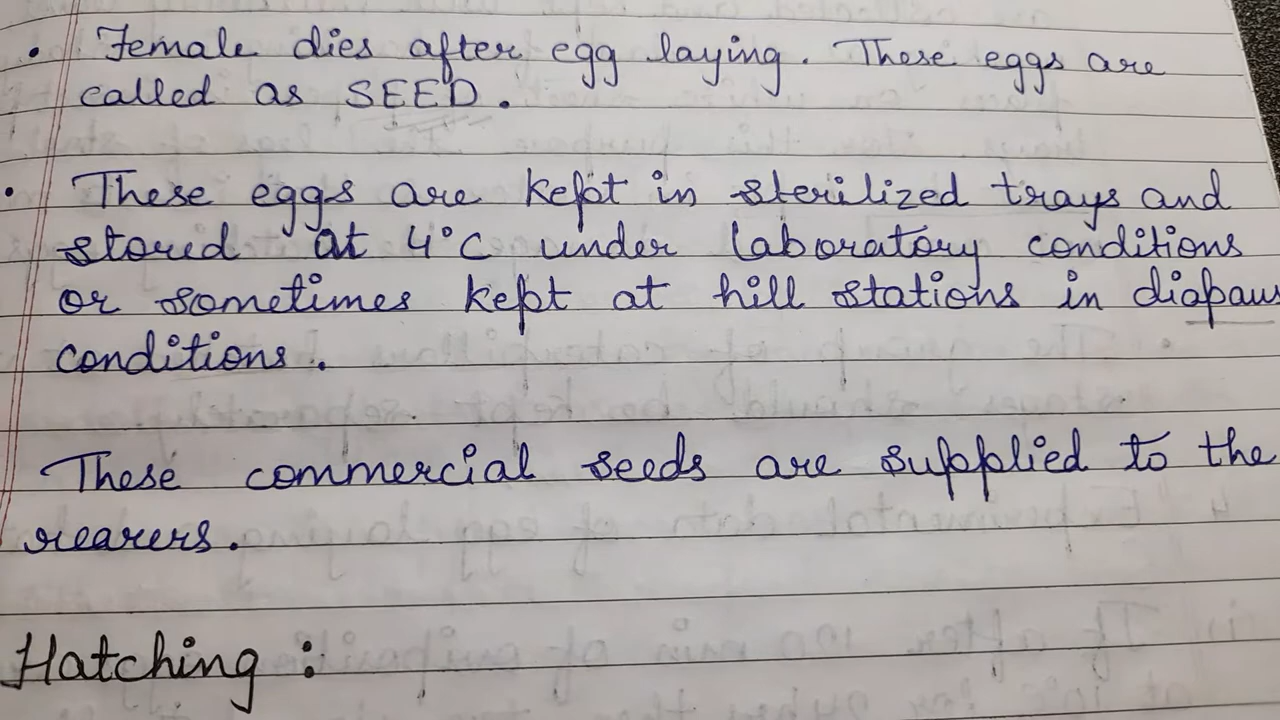 • Female dies after egg laying. These eggs are
called as SEED.
• These eggs are kept in sterilized trays and
stored at 4°C under laboratory conditions
or sometimes kept at hill stations in diapau
conditions.
These commercial seeds are supplied to the
rearers.
Hatching :